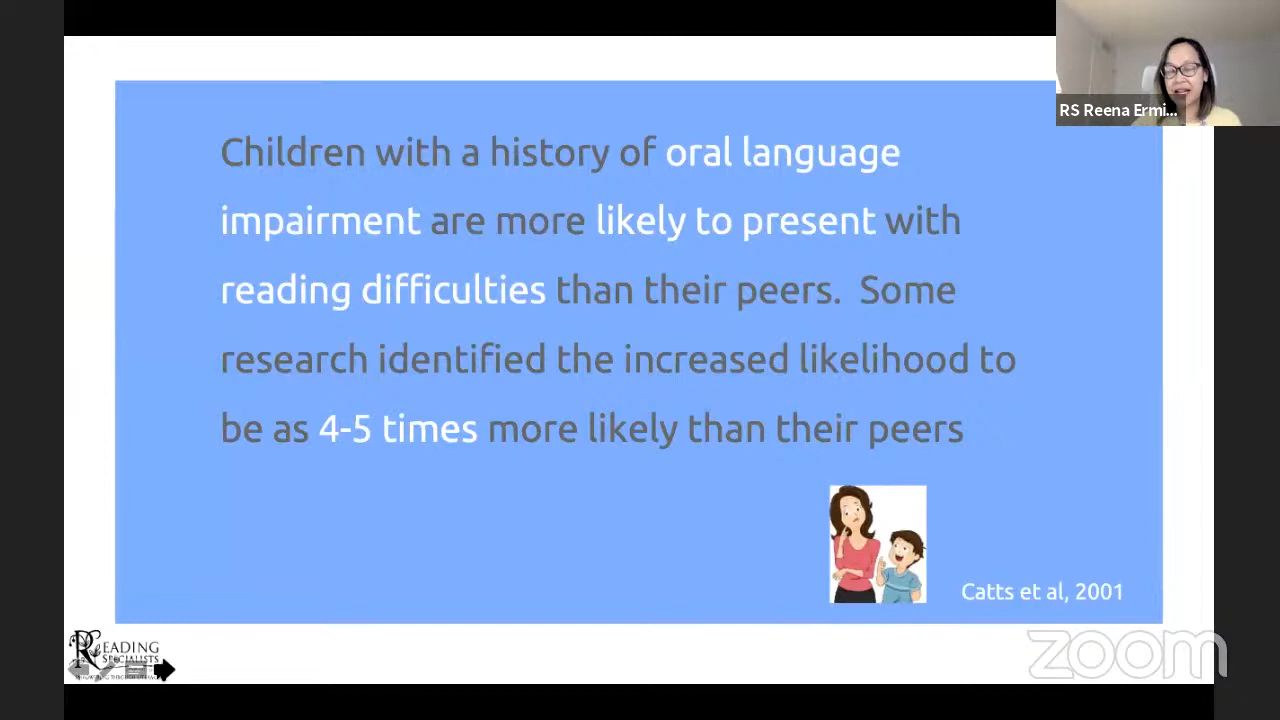 RS Reena Ermi...
Children with a history of oral language
impairment are more likely to present with
reading difficulties than their peers.  Some
research identified the increased likelihood to
be as 4-5 times more likely than their peers
Catts et al, 2001
READING
SPECIALISTS
zoom